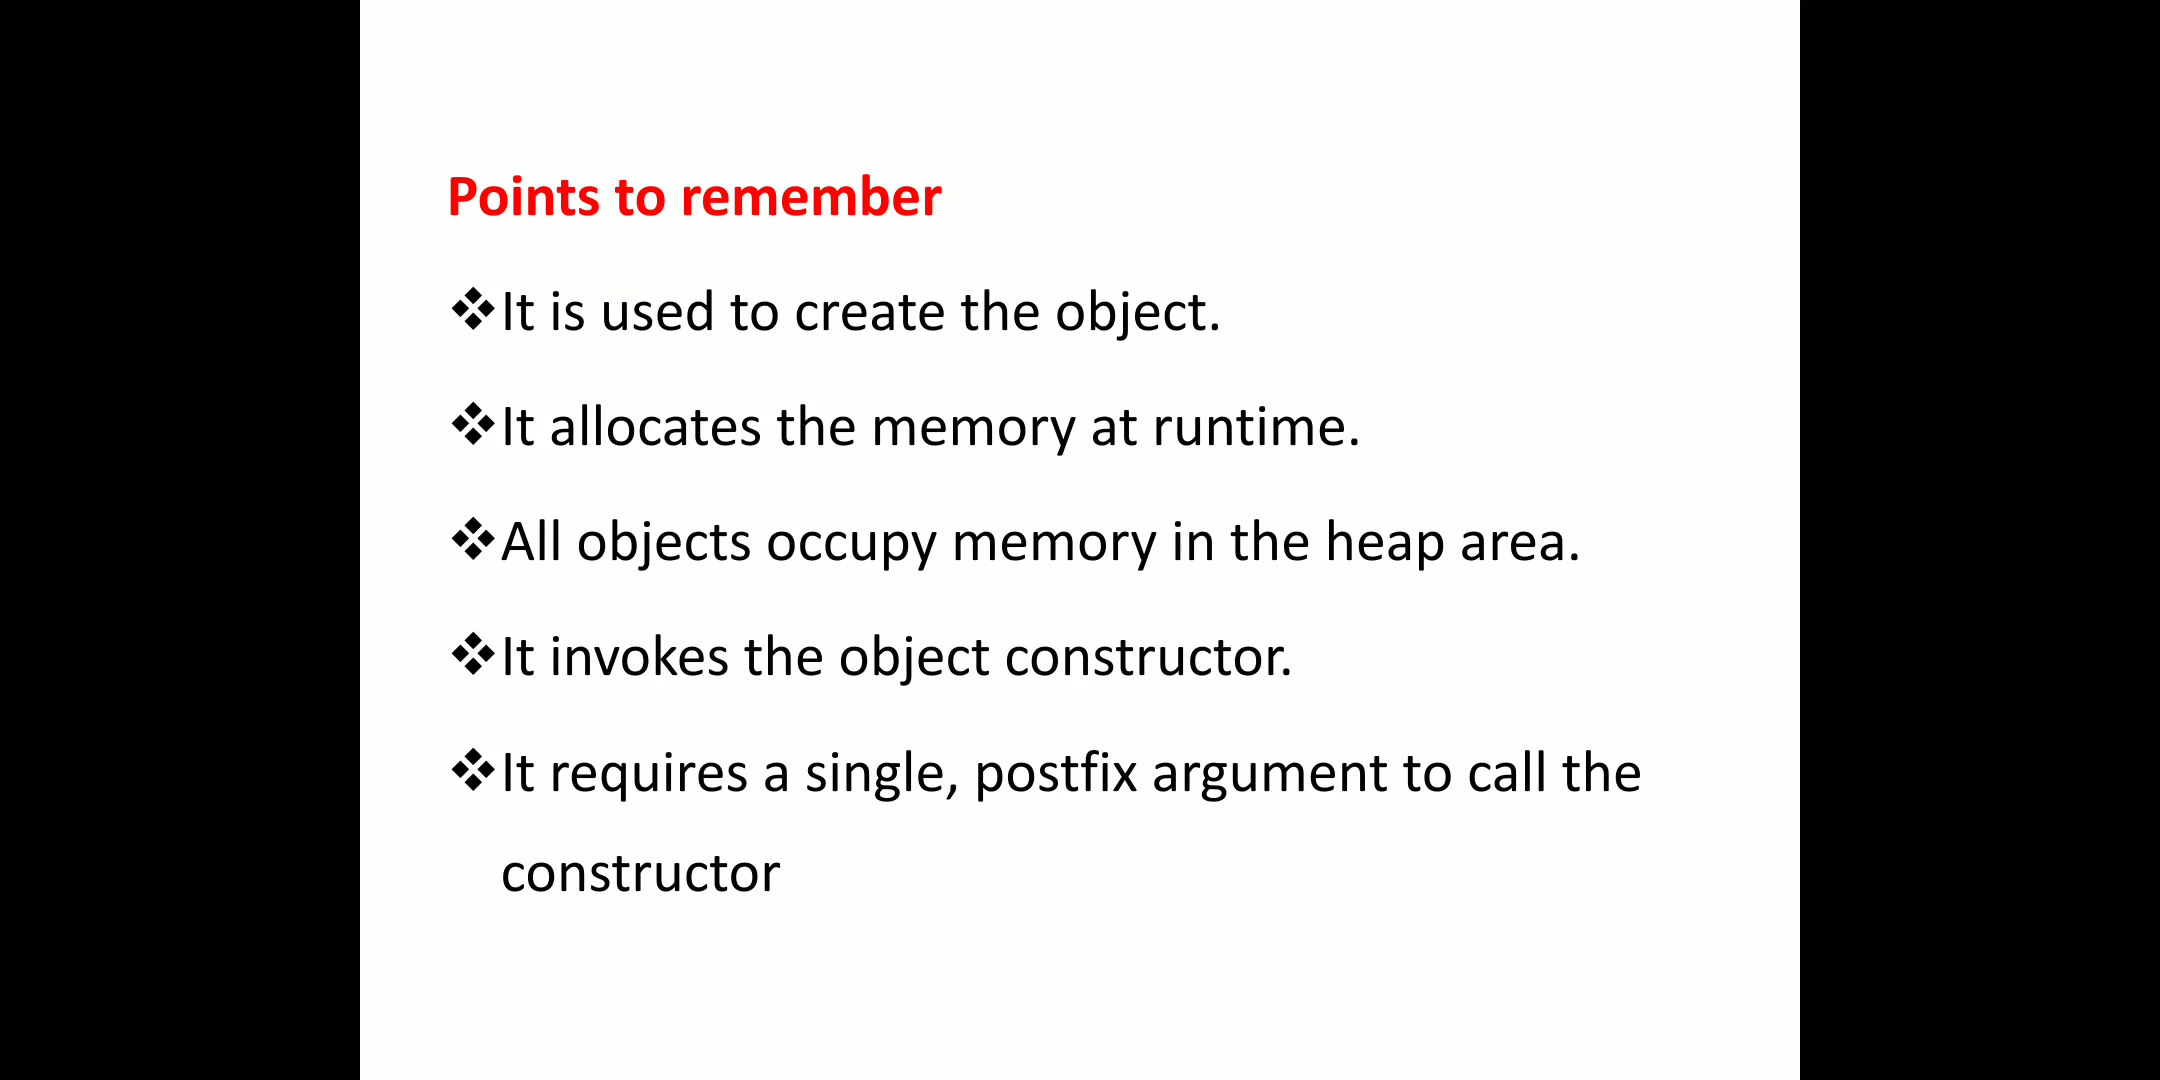 Points to remember
❖It is used to create the object.
❖It allocates the memory at runtime.
❖All objects occupy memory in the heap area.
❖It invokes the object constructor.
❖It requires a single, postfix argument to call the
constructor